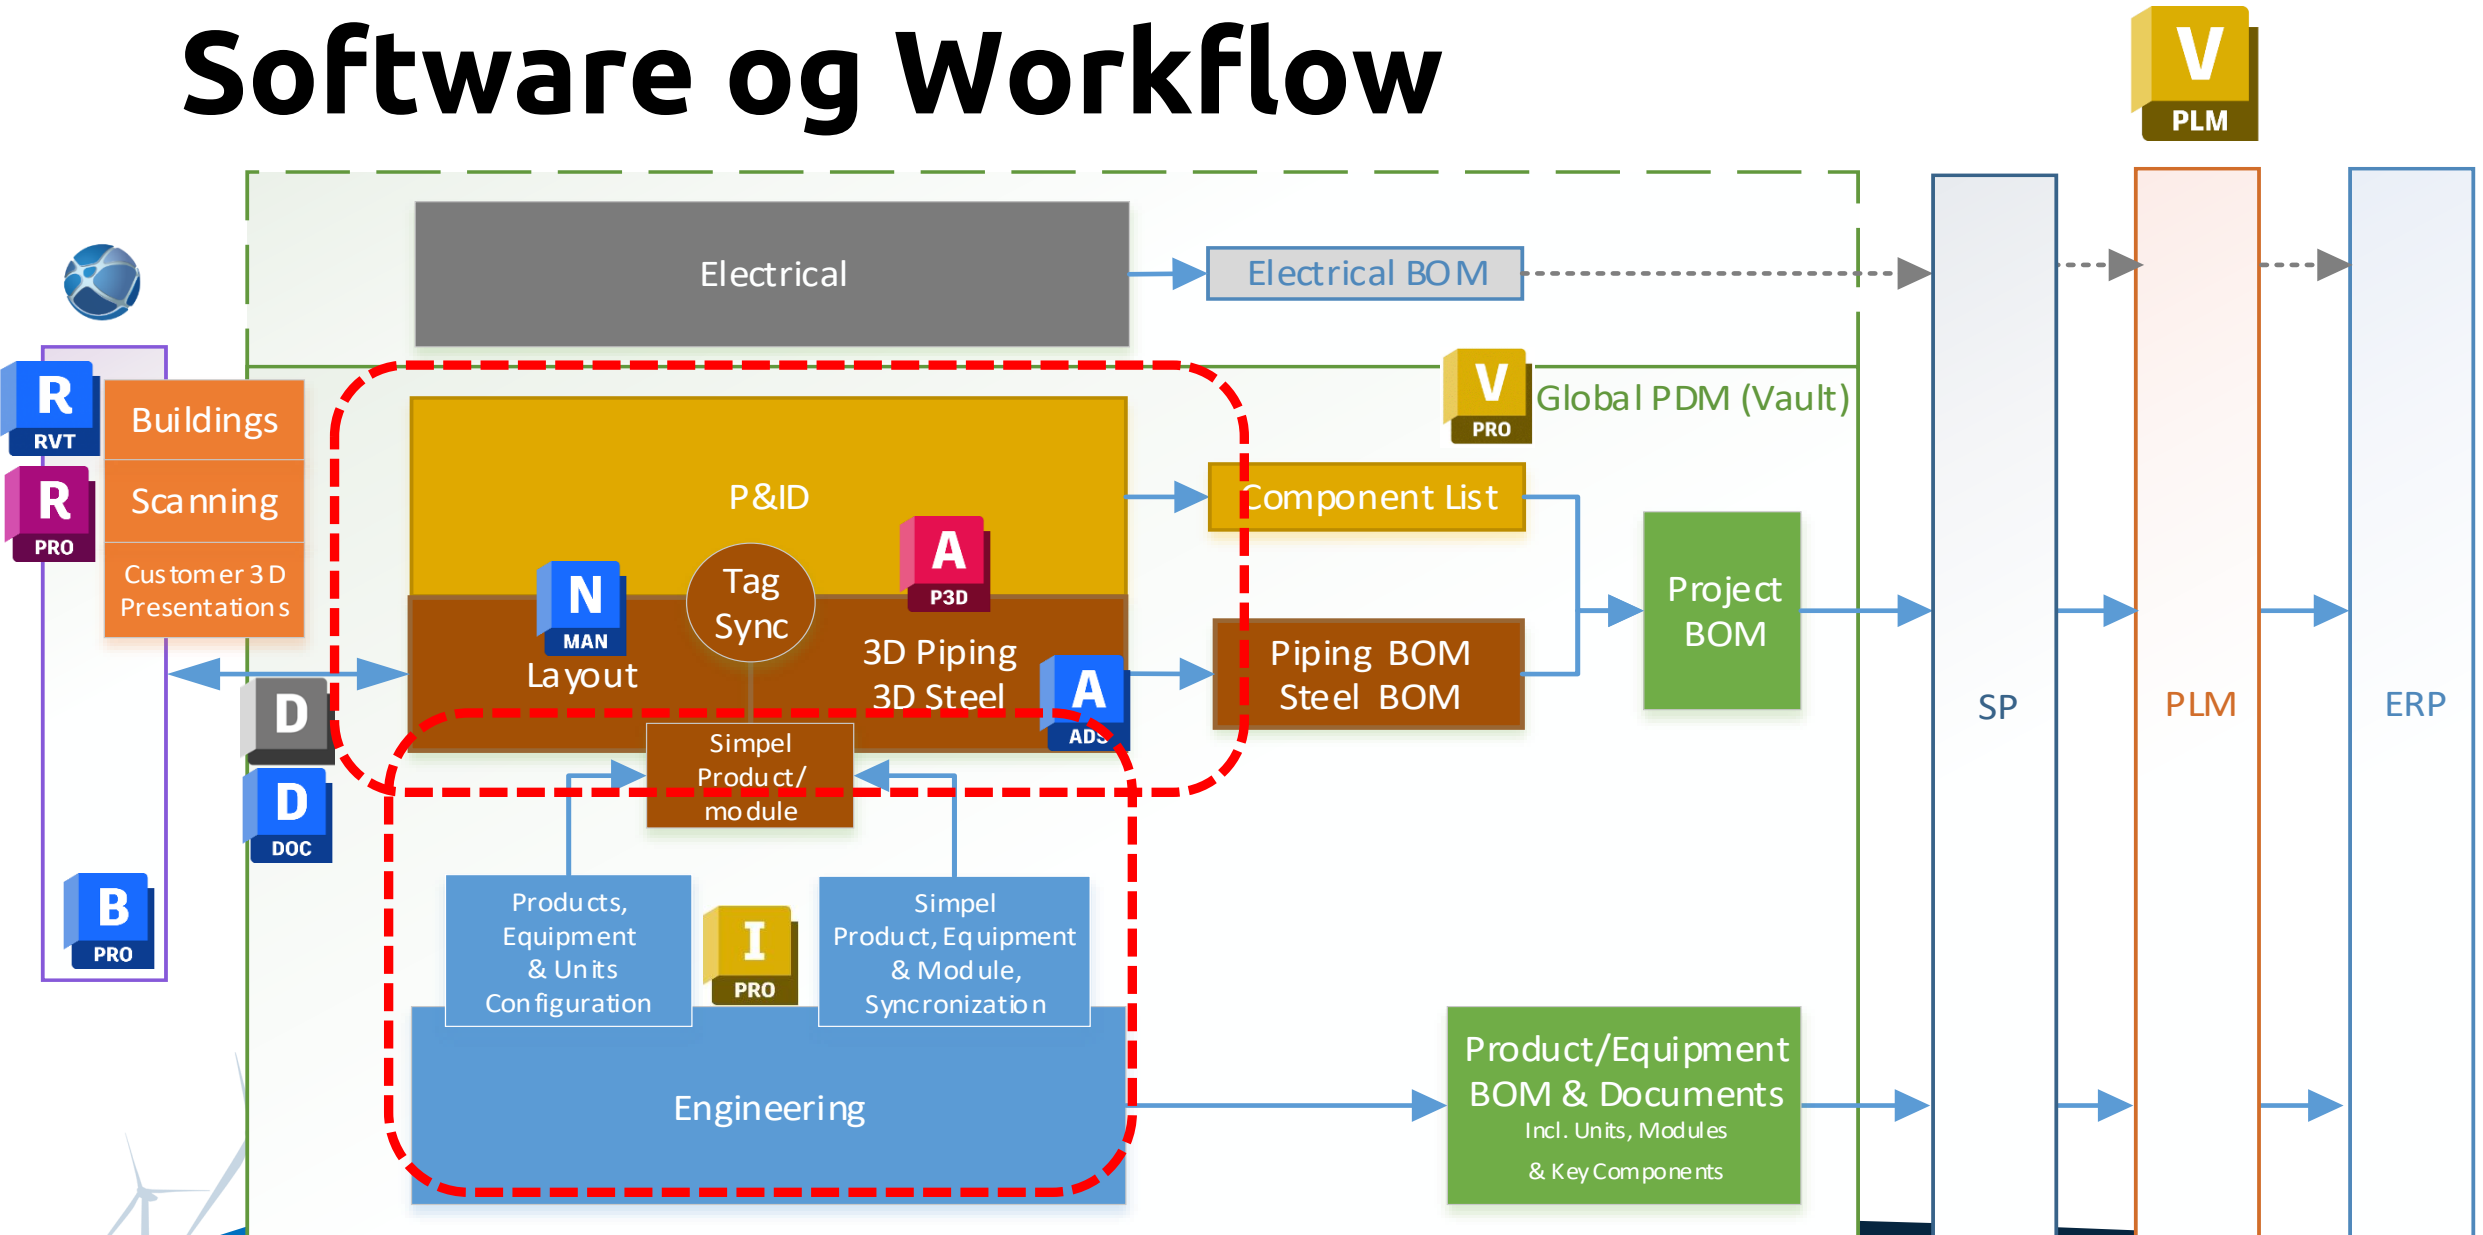 Software og Workflow
V
PLM
Electrical
Electrical BOM
R
RVT
Buildings
R
PRO
Scanning
Customer 3D
Presentations
V
PRO
Global PDM (Vault)
P&ID
Component List
Tag
Sync
N
MAN
Layout
A
P3D
3D Piping
3D Steel
A
ADS
Piping BOM
Steel BOM
Project
BOM
SP
PLM
ERP
D
D
DOC
B
PRO
Simpel
Product/
module
Products,
Equipment
& Units
Configuration
I
PRO
Simpel
Product, Equipment
& Module,
Syncronization
Engineering
Product/Equipment
BOM & Documents
Incl. Units, Modules
& Key Components